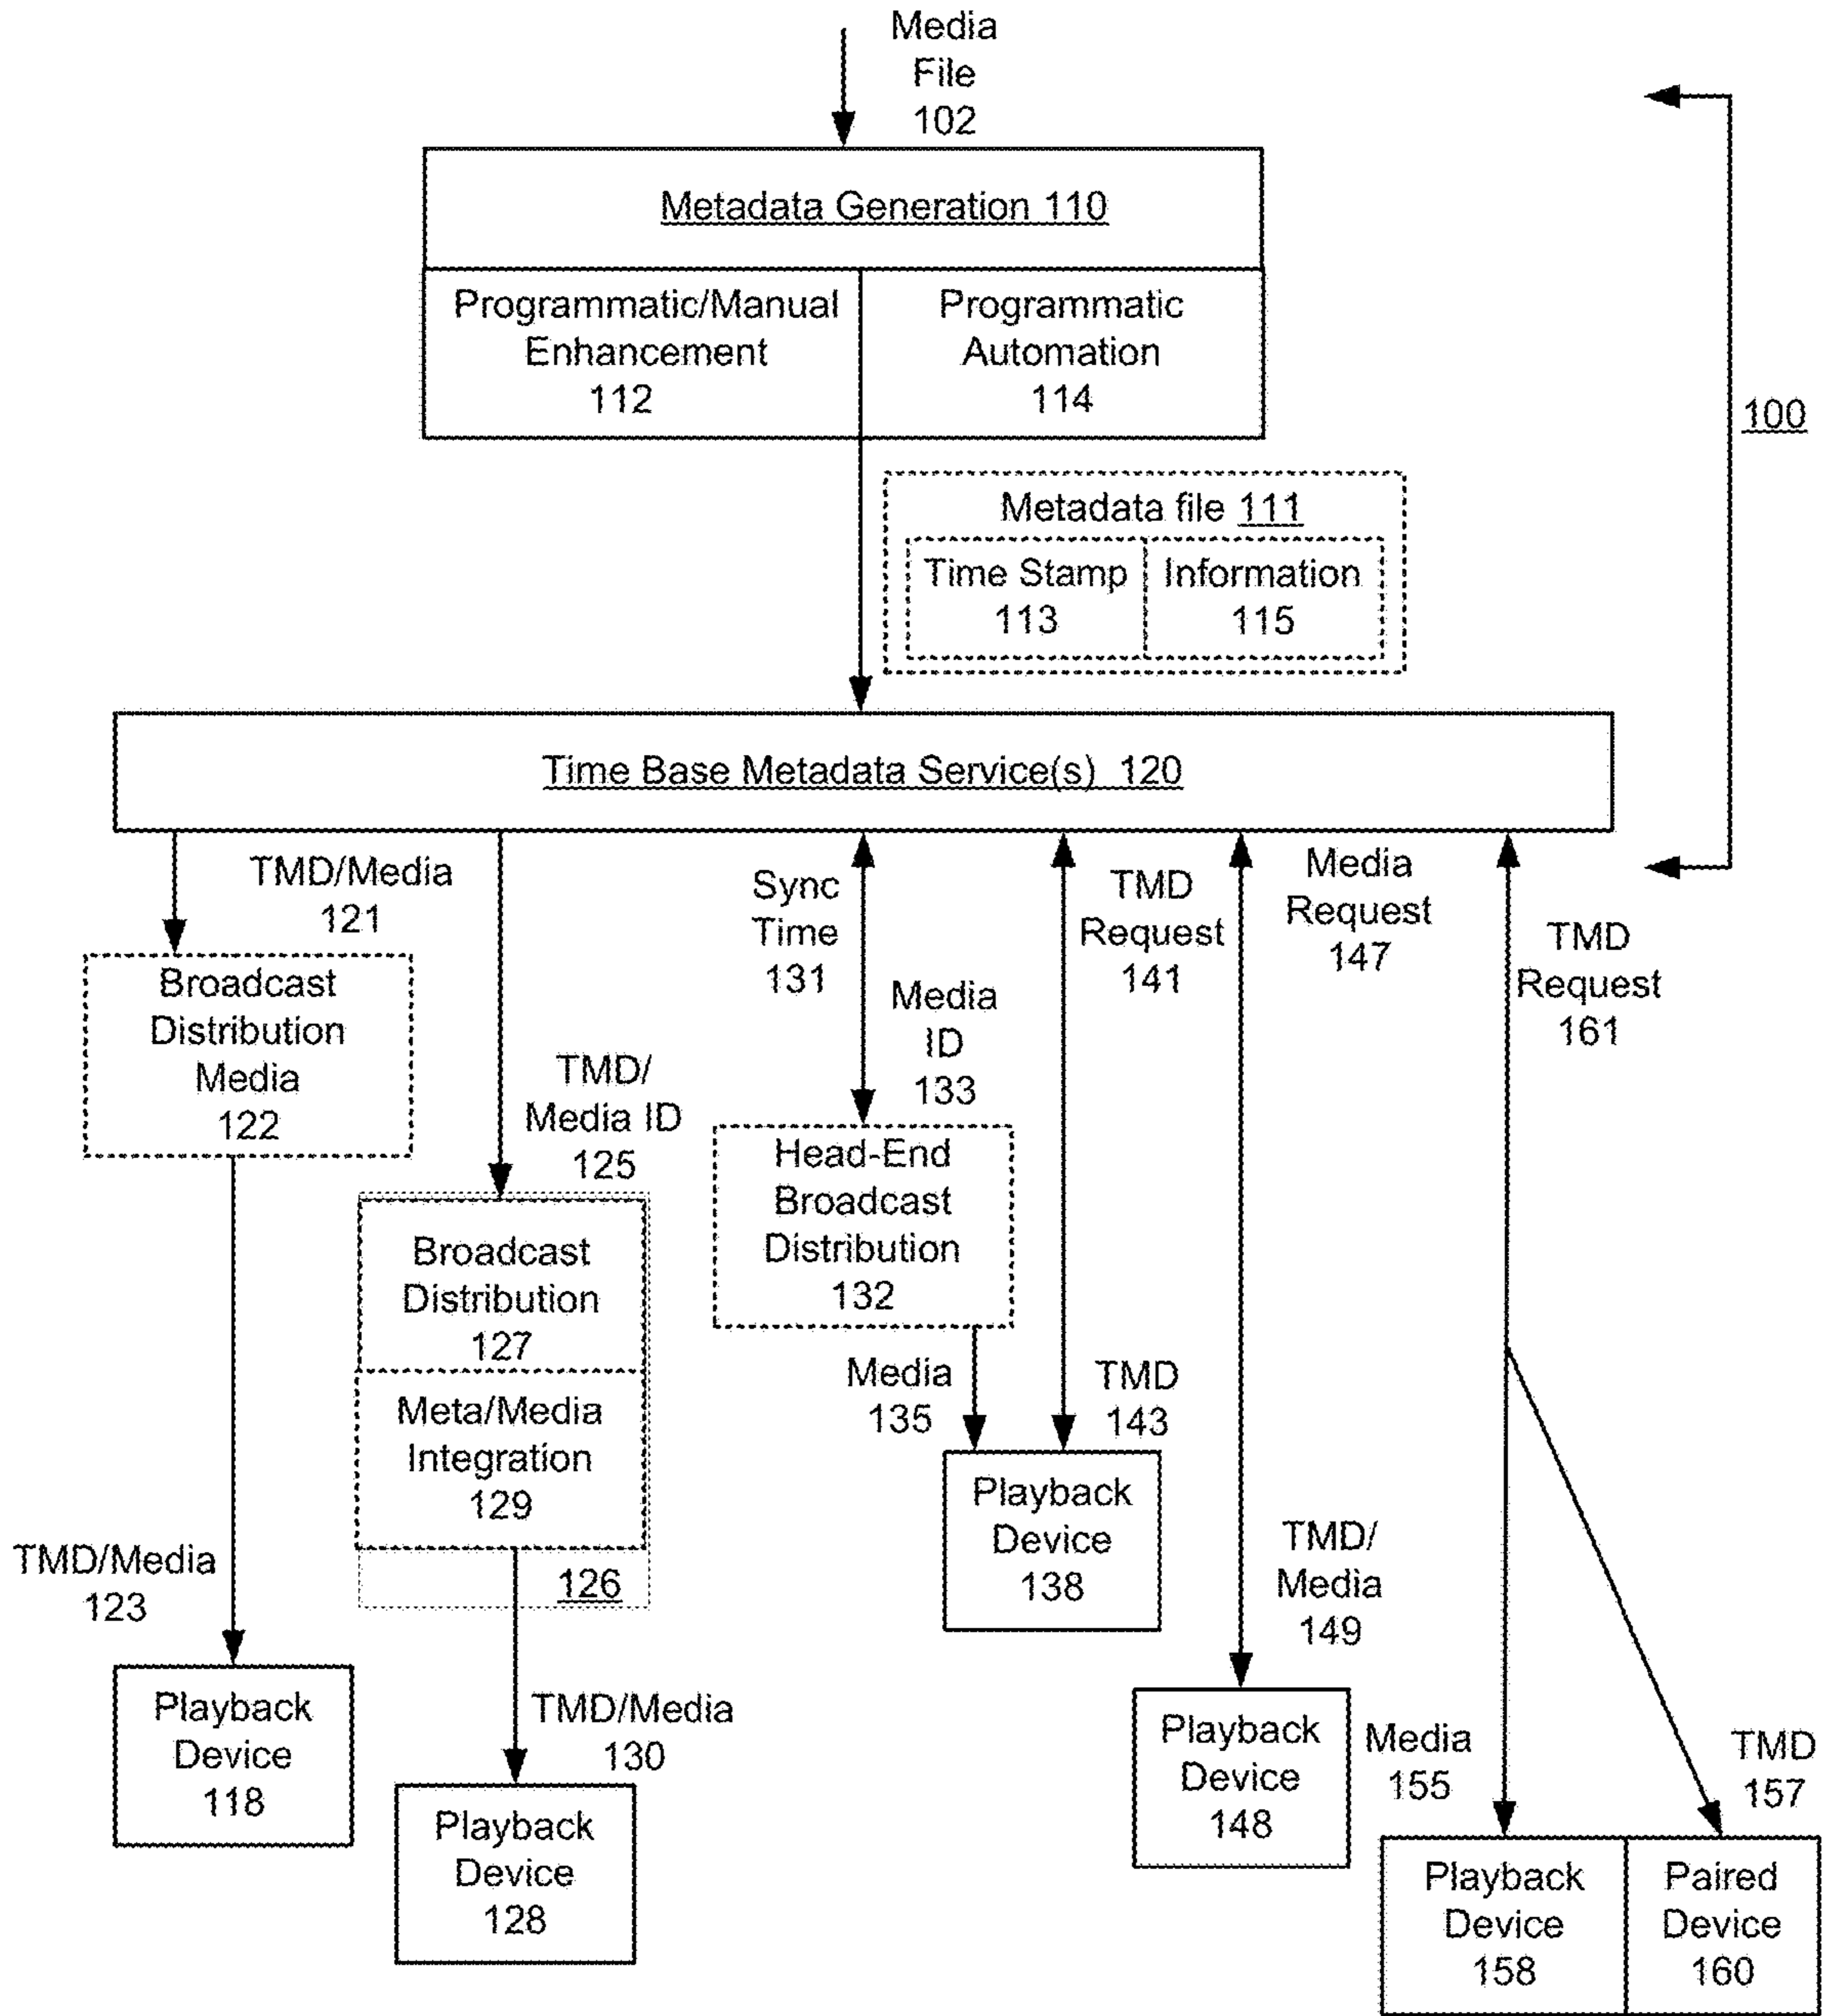 Media
File
102
Metadata Generation 110
Programmatic/Manual
Enhancement
112
Programmatic
Automation
114
100
Metadata file 111
Time Stamp
113
Information
115
Time Base Metadata Service(s) 120
TMD/Media
121
Sync
Time
131
TMD
Request
141
Media
Request
147
TMD
Request
161
Broadcast
Distribution
Media
122
Media
ID
133
TMD/
Media ID
125
Head-End
Broadcast
Distribution
132
Broadcast
Distribution
127
Meta/Media
Integration
129
126
Media
135
TMD
143
Playback
Device
138
TMD/Media
123
TMD/
Media
149
Playback
Device
118
TMD/Media
130
Playback
Device
128
Playback
Device
148
Media
155
TMD
157
Playback
Device
158
Paired
Device
160